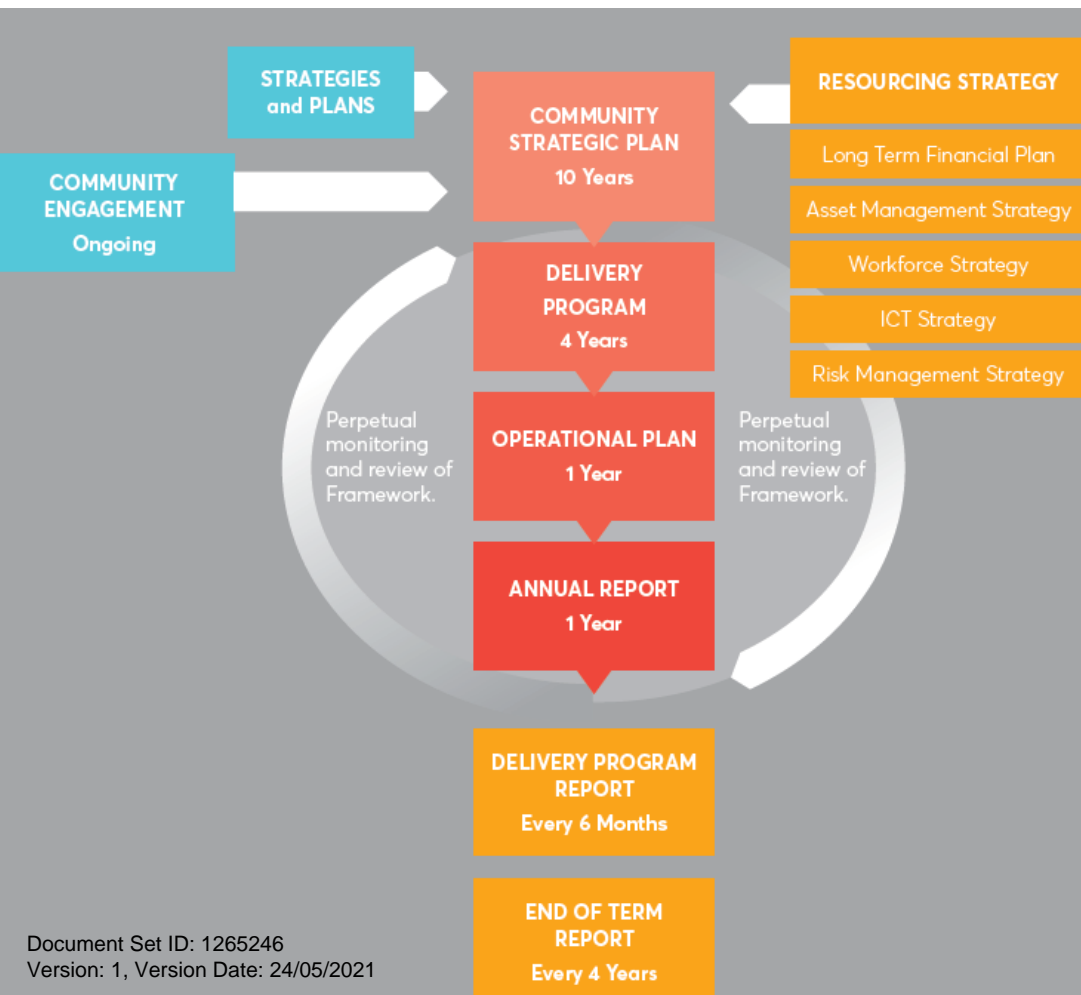 STRATEGIES
and PLANS
COMMUNITY
ENGAGEMENT
Ongoing
COMMUNITY
STRATEGIC PLAN
10 Years
RESOURCING STRATEGY
Long Term Financial Plan
Asset Management Strategy
Workforce Strategy
ICT Strategy
Risk Management Strategy
DELIVERY
PROGRAM
4 Years
Perpetual
monitoring
and review of
Framework.
OPERATIONAL PLAN
1 Year
Perpetual
monitoring
and review of
Framework.
ANNUAL REPORT
1 Year
DELIVERY PROGRAM
REPORT
Every 6 Months
END OF TERM
REPORT
Every 4 Years
Document Set ID: 1265246
Version: 1, Version Date: 24/05/2021